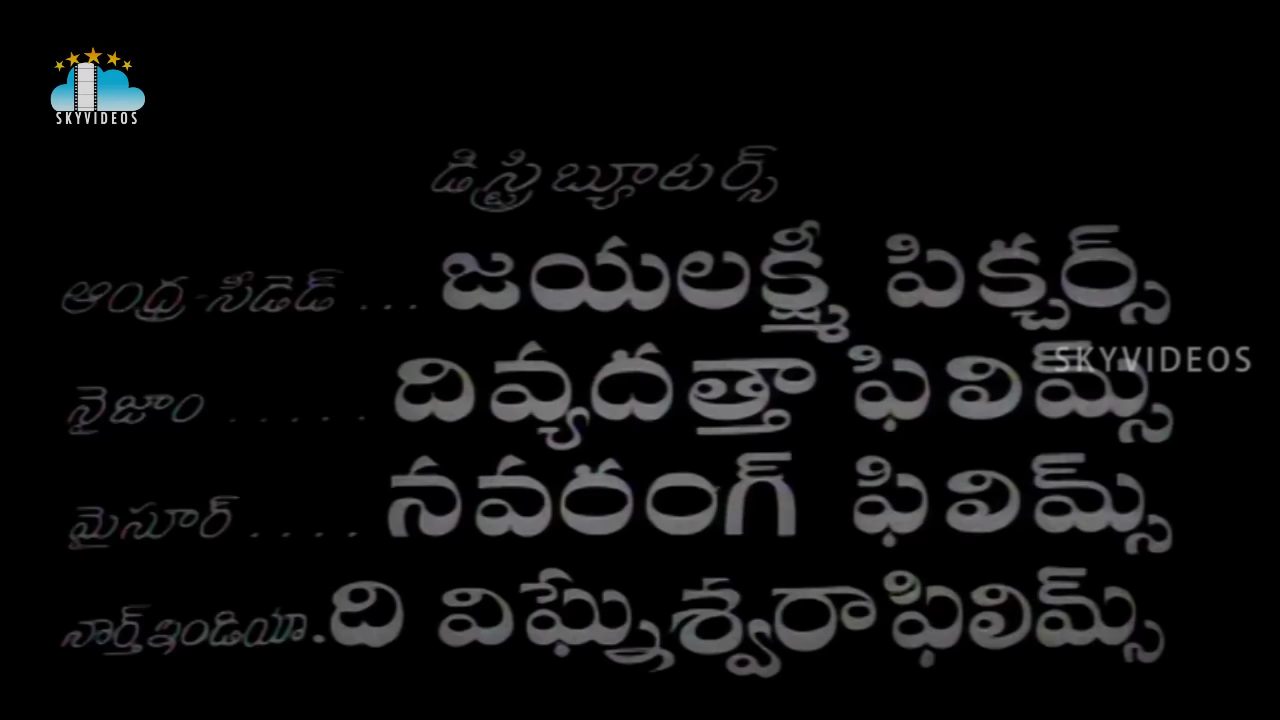 SKYVIDEOS
డిస్ట్రిబ్యూటర్స్
ఆంధ్ర-సీడెడ్ ... జయలక్ష్మీ పిక్చర్స్
SKYVIDEOS
నైజాం ..... దివ్యదత్తా ఫిలిమ్స్
మైసూర్ .... నవరంగ్ ఫిలిమ్స్
నార్త్ ఇండియా . ది విఘ్నేశ్వరా ఫిలిమ్స్